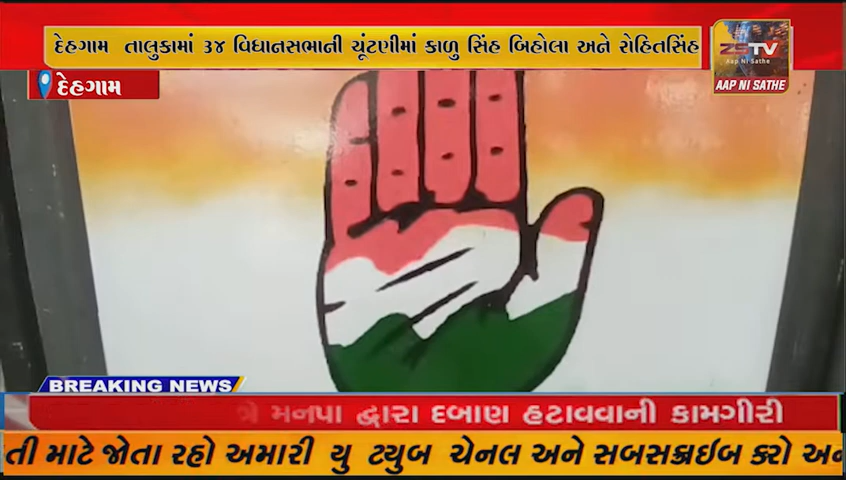 દેહગામ તાલુકામાં ૩૪ વિધાનસભાની ચૂંટણીમાં કાળુ સિંહ બિહોલા અને રોહિતસિંહ
ZSTV
Aap Ni Sathe
AAP NI SATHE
દેહગામ
BREAKING NEWS
મનપા દ્વારા દબાણ હટાવવાની કામગીરી
તી માટે જોતા રહો અમારી યુ ટ્યુબ ચેનલ અને સબસક્રાઇબ કરો